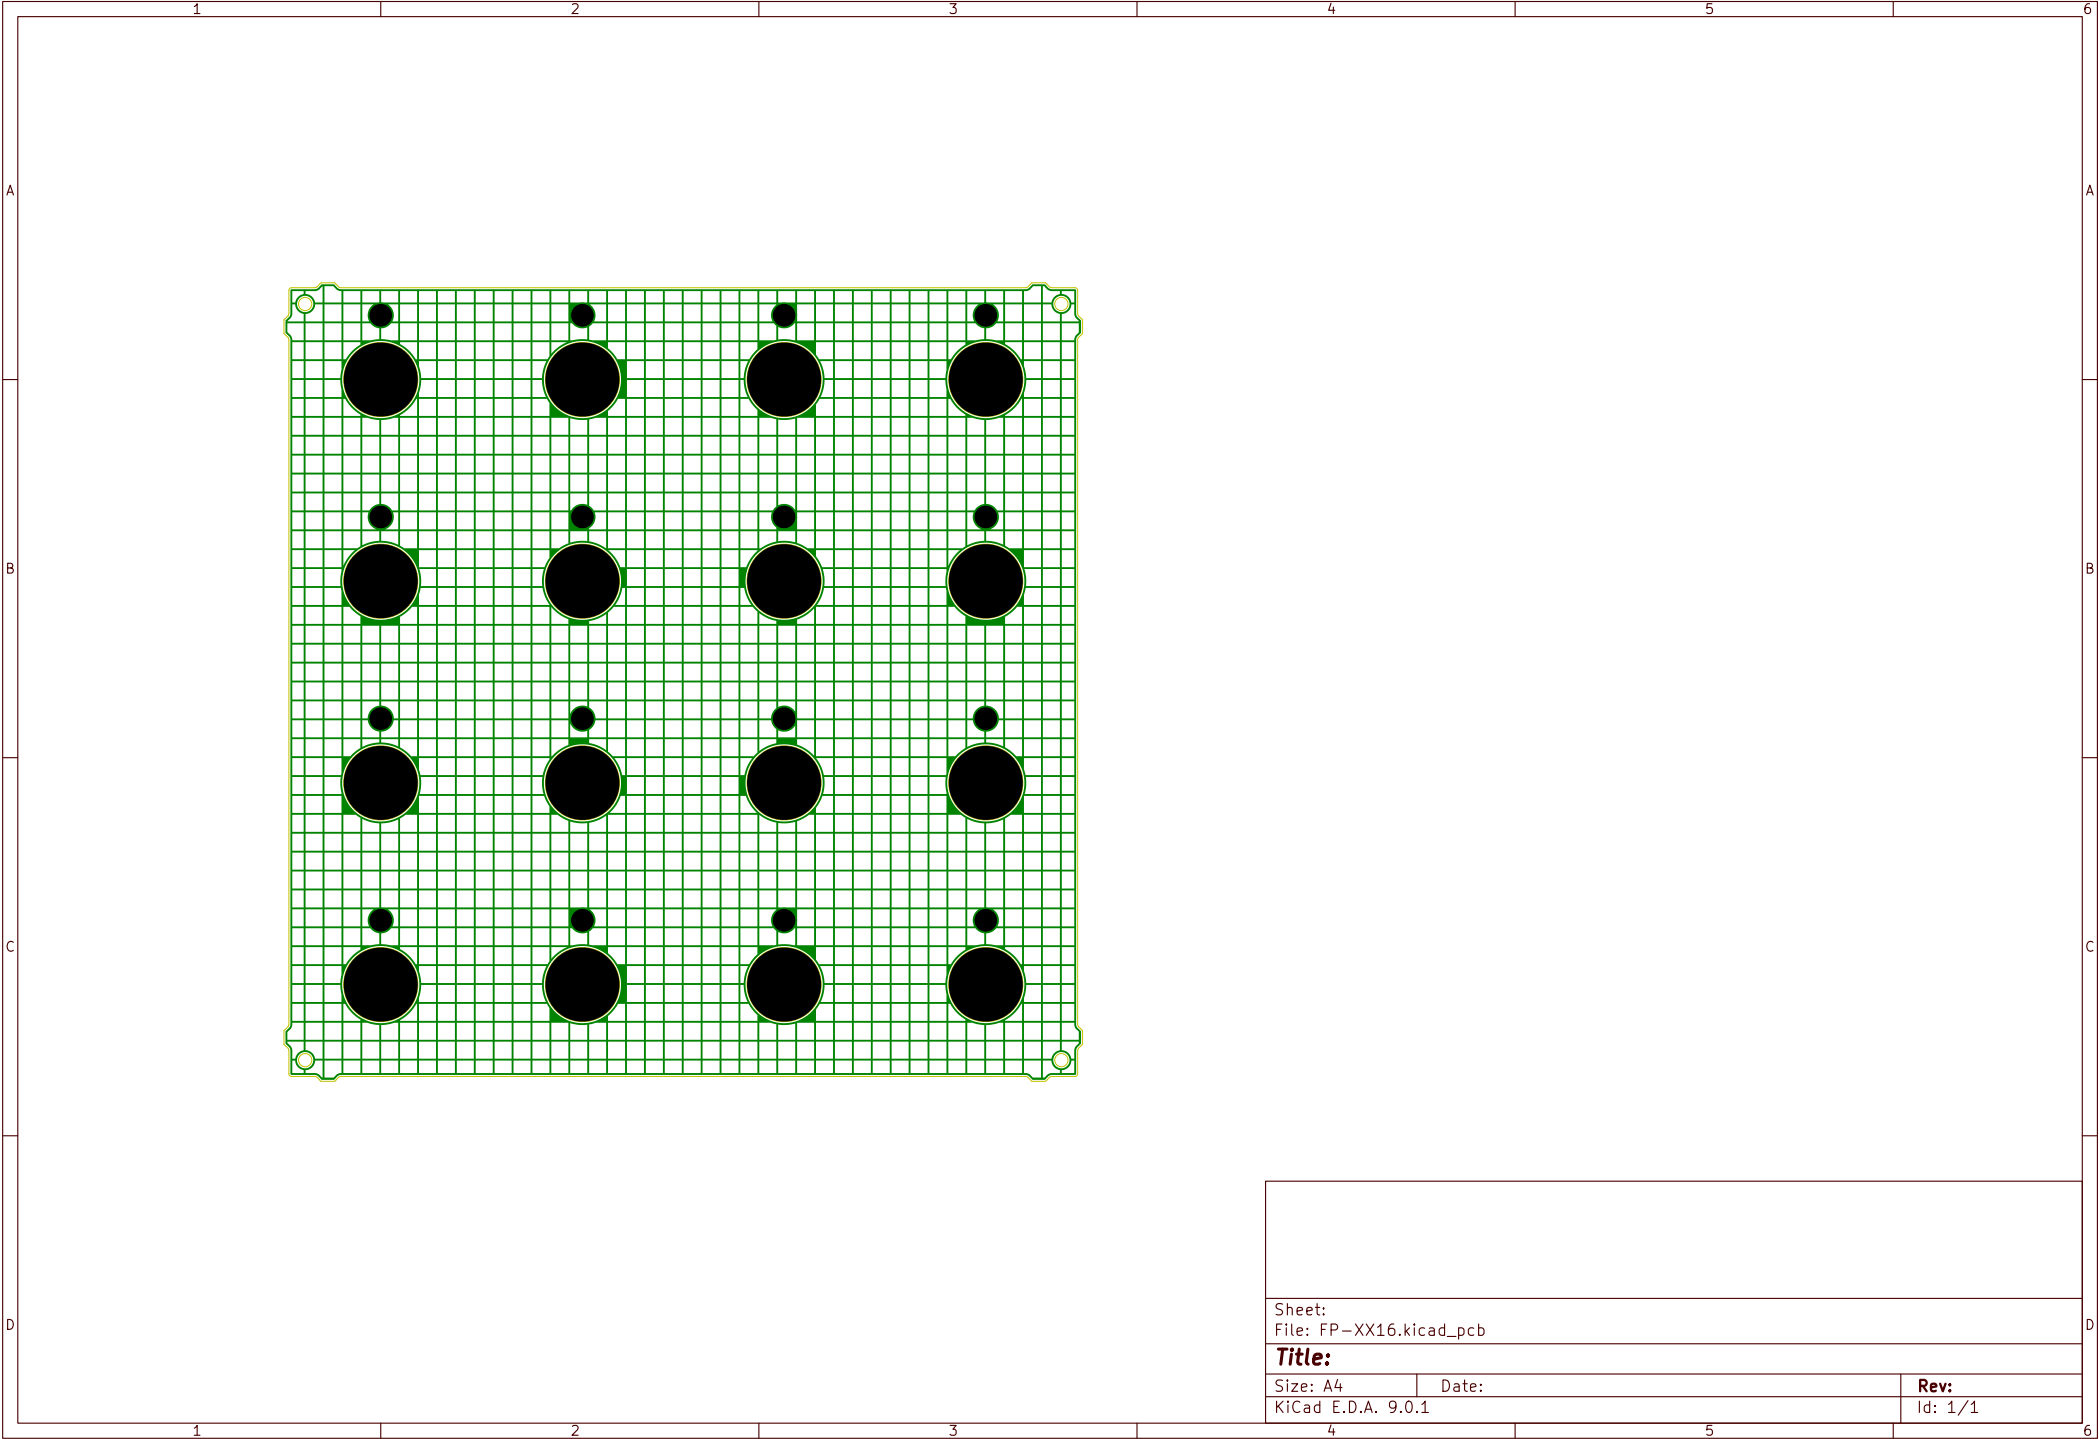 1 2 3 4 5 6
A A
B B
C C
D D
Sheet:
File: FP-XX16.kicad_pcb
Title:
Size: A4 Date: Rev:
KiCad E.D.A. 9.0.1 Id: 1/1
1 2 3 4 5 6